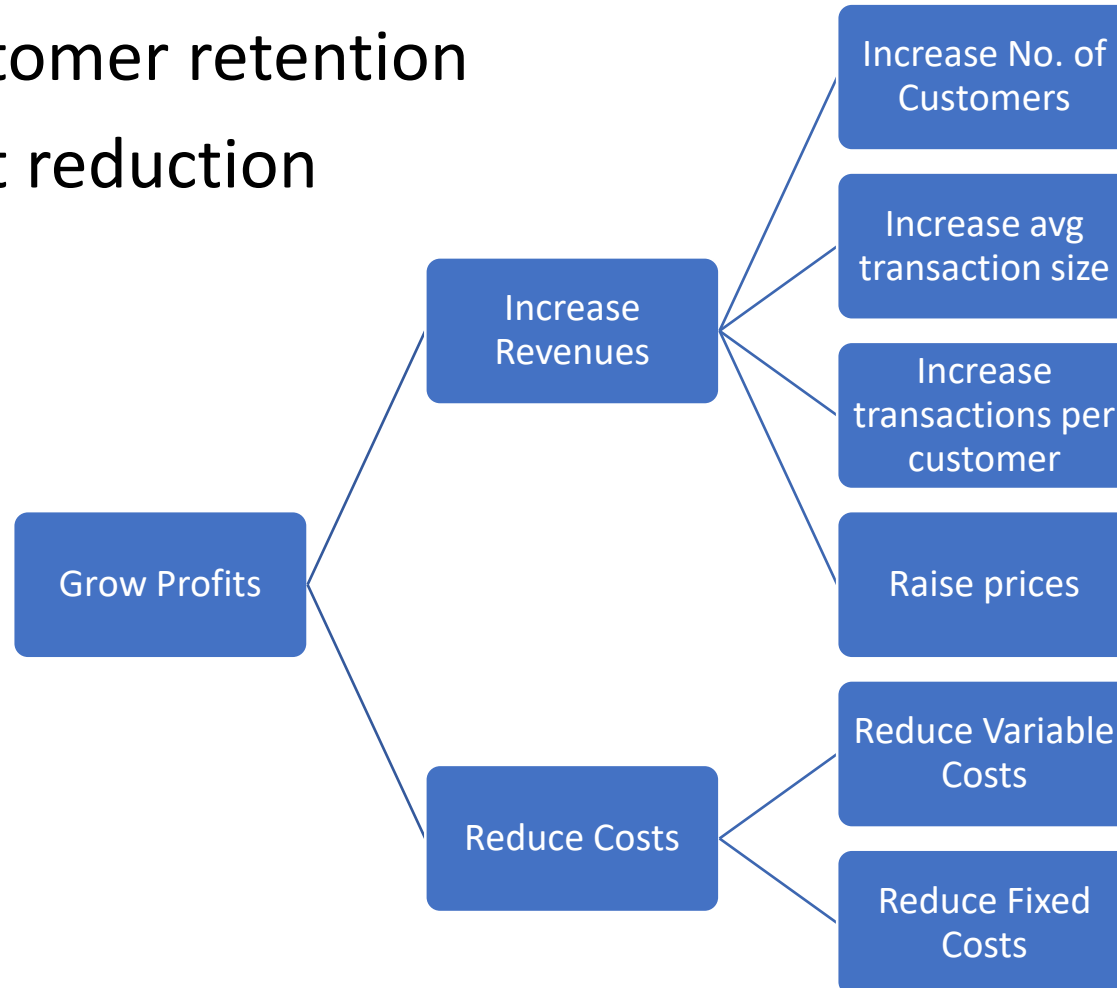 tomer retention
t reduction
Increase No. of
Customers
Increase avg
transaction size
Increase
Revenues
Increase
transactions per
customer
Grow Profits
Raise prices
Reduce Variable
Costs
Reduce Costs
Reduce Fixed
Costs